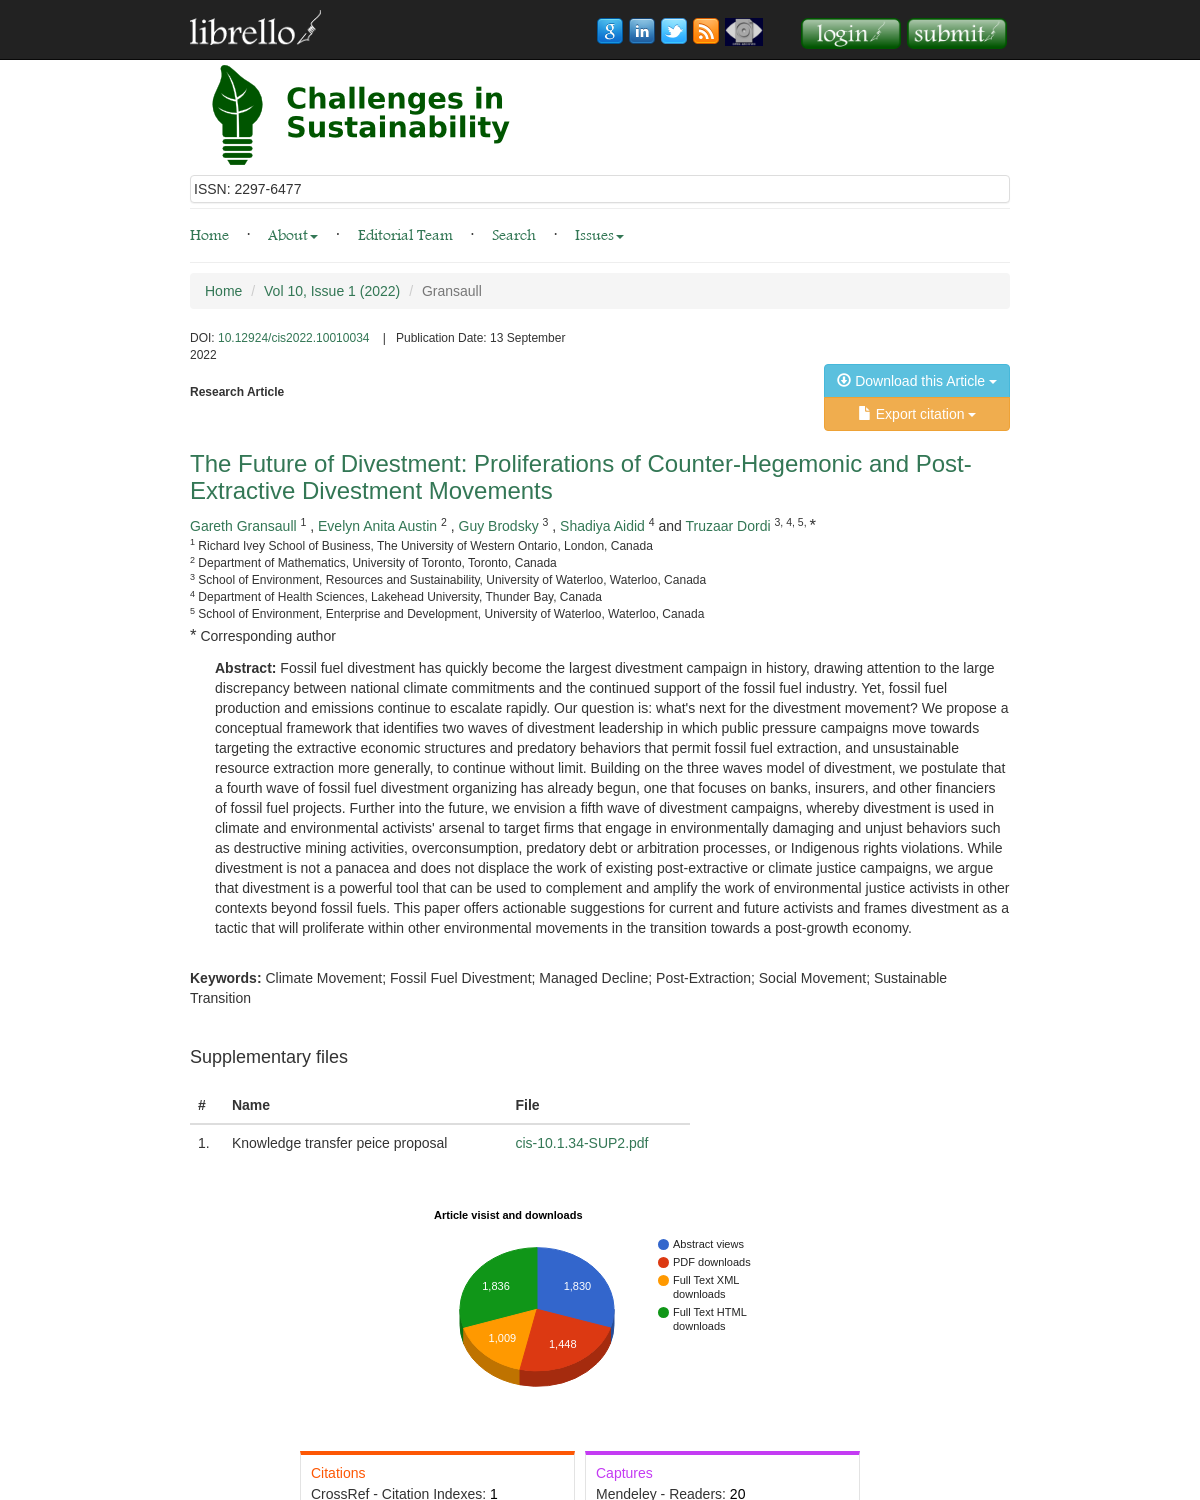 librello
login submit
Challenges in
Sustainability
ISSN: 2297-6477
Home · About · Editorial Team · Search · Issues
Home / Vol 10, Issue 1 (2022) / Gransaull
DOI: 10.12924/cis2022.10010034 | Publication Date: 13 September
2022
Download this Article
Research Article
Export citation
The Future of Divestment: Proliferations of Counter-Hegemonic and Post-
Extractive Divestment Movements
Gareth Gransaull 1 , Evelyn Anita Austin 2 , Guy Brodsky 3 , Shadiya Aidid 4 and Truzaar Dordi 3, 4, 5, *
1 Richard Ivey School of Business, The University of Western Ontario, London, Canada
2 Department of Mathematics, University of Toronto, Toronto, Canada
3 School of Environment, Resources and Sustainability, University of Waterloo, Waterloo, Canada
4 Department of Health Sciences, Lakehead University, Thunder Bay, Canada
5 School of Environment, Enterprise and Development, University of Waterloo, Waterloo, Canada
* Corresponding author
Abstract: Fossil fuel divestment has quickly become the largest divestment campaign in history, drawing attention to the large
discrepancy between national climate commitments and the continued support of the fossil fuel industry. Yet, fossil fuel
production and emissions continue to escalate rapidly. Our question is: what's next for the divestment movement? We propose a
conceptual framework that identifies two waves of divestment leadership in which public pressure campaigns move towards
targeting the extractive economic structures and predatory behaviors that permit fossil fuel extraction, and unsustainable
resource extraction more generally, to continue without limit. Building on the three waves model of divestment, we postulate that
a fourth wave of fossil fuel divestment organizing has already begun, one that focuses on banks, insurers, and other financiers
of fossil fuel projects. Further into the future, we envision a fifth wave of divestment campaigns, whereby divestment is used in
climate and environmental activists' arsenal to target firms that engage in environmentally damaging and unjust behaviors such
as destructive mining activities, overconsumption, predatory debt or arbitration processes, or Indigenous rights violations. While
divestment is not a panacea and does not displace the work of existing post-extractive or climate justice campaigns, we argue
that divestment is a powerful tool that can be used to complement and amplify the work of environmental justice activists in other
contexts beyond fossil fuels. This paper offers actionable suggestions for current and future activists and frames divestment as a
tactic that will proliferate within other environmental movements in the transition towards a post-growth economy.
Keywords: Climate Movement; Fossil Fuel Divestment; Managed Decline; Post-Extraction; Social Movement; Sustainable
Transition
Supplementary files
# Name File
1. Knowledge transfer peice proposal cis-10.1.34-SUP2.pdf
Article visist and downloads
Abstract views
PDF downloads
Full Text XML
downloads
Full Text HTML
downloads
1,836 1,830
1,009 1,448
Citations
CrossRef - Citation Indexes: 1
Captures
Mendeley - Readers: 20